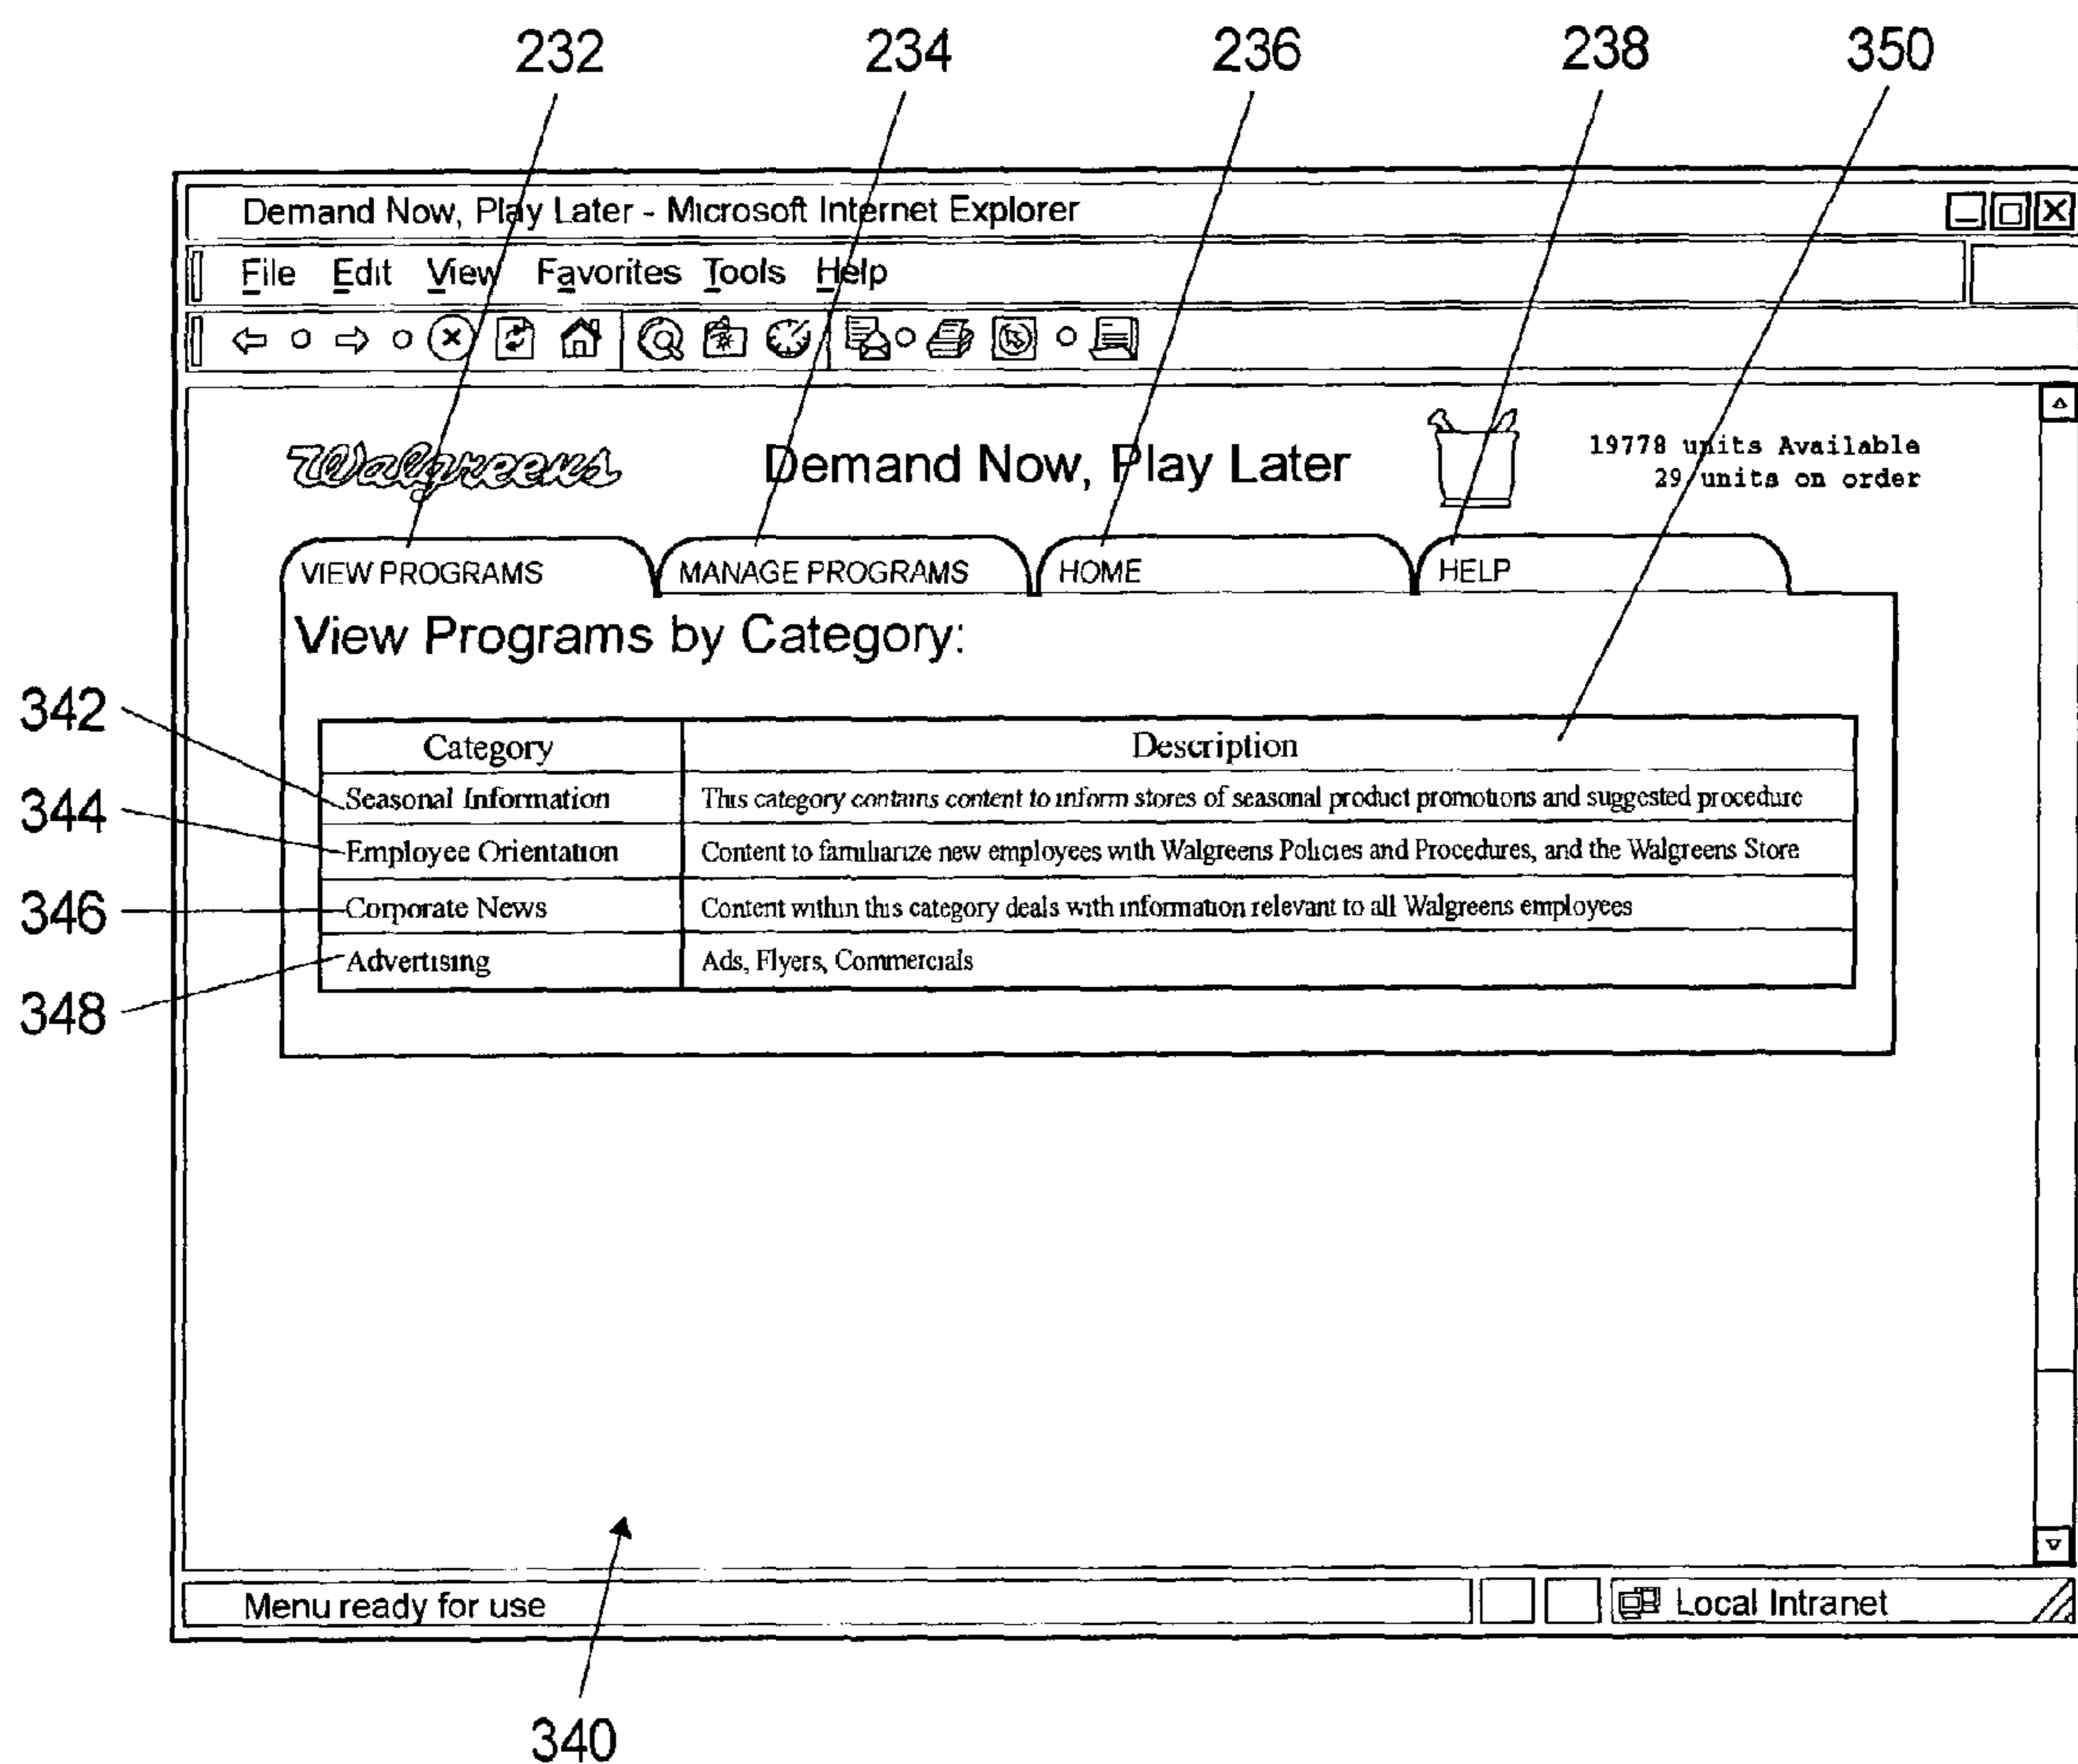 232 234 236 238 350
Demand Now, Play Later - Microsoft Internet Explorer
File Edit View Favorites Tools Help
Walgreens Demand Now, Play Later 19778 units Available
29 units on order
VIEW PROGRAMS MANAGE PROGRAMS HOME HELP
View Programs by Category:
342
Category Description
Seasonal Information This category contains content to inform stores of seasonal product promotions and suggested procedure
344
Employee Orientation Content to familiarize new employees with Walgreens Policies and Procedures, and the Walgreens Store
346 Corporate News Content within this category deals with information relevant to all Walgreens employees
Advertising Ads, Flyers, Commercials
348
Menu ready for use Local Intranet
340